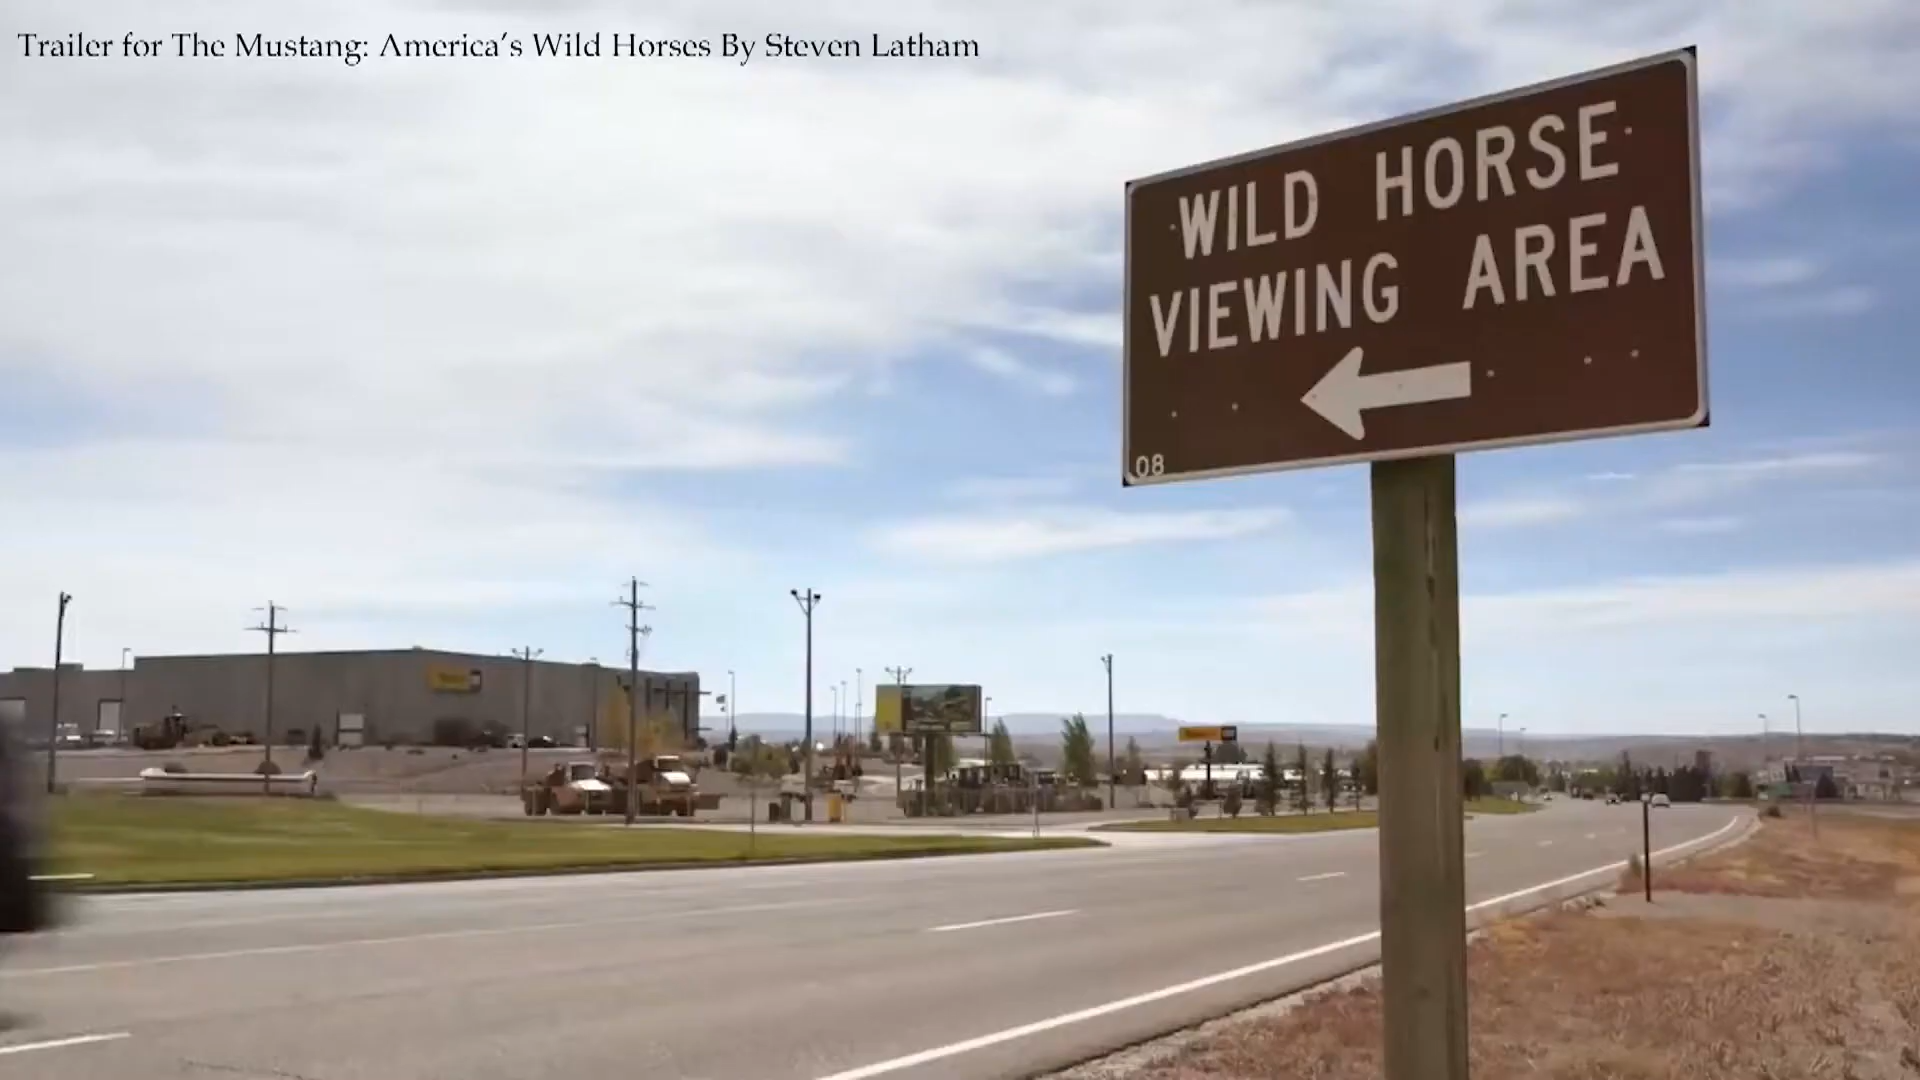 Trailer for The Mustang: America's Wild Horses By Steven Latham
WILD HORSE
VIEWING AREA
08